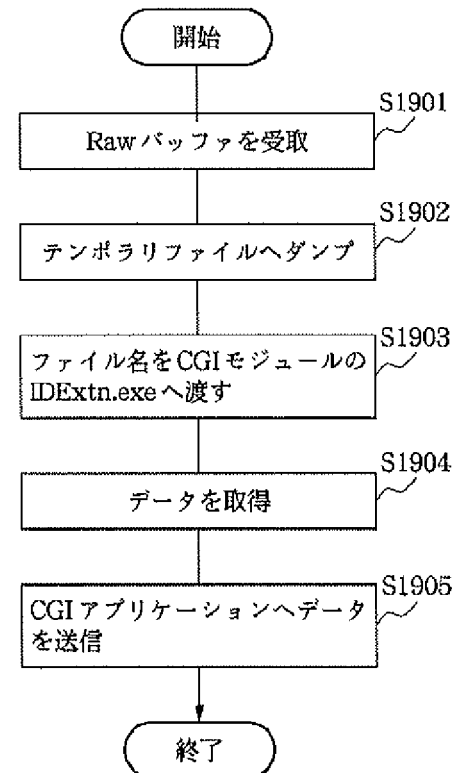 開始
S1901
Rawバッファを受取
S1902
テンポラリファイルへダンプ
S1903
ファイル名をCGIモジュールの
IDExtn.exeへ渡す
S1904
データを取得
S1905
CGIアプリケーションへデータ
を送信
終了